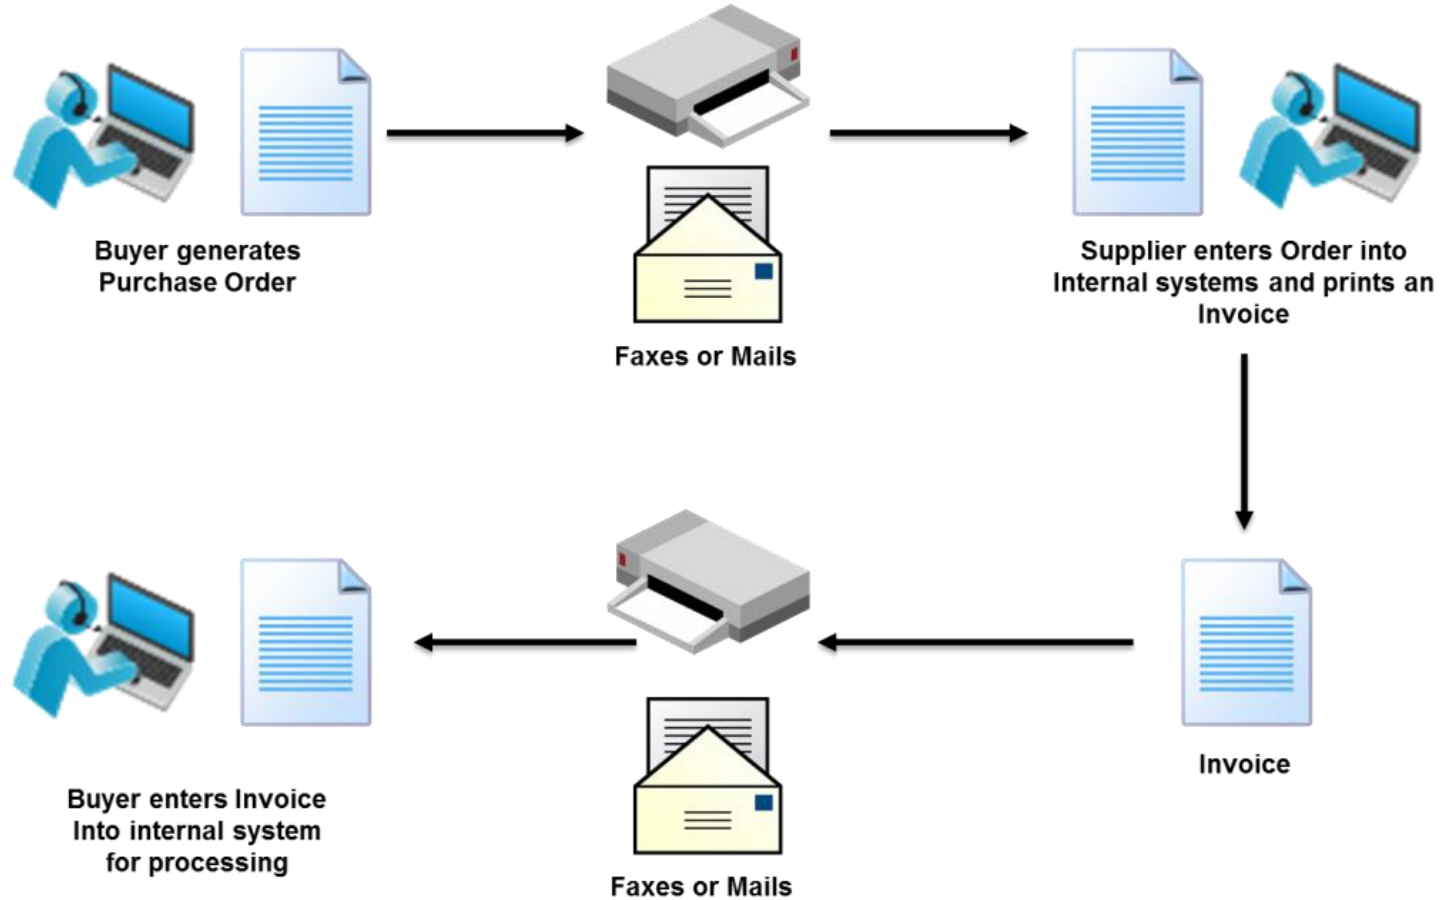 Buyer generates
Purchase Order
Faxes or Mails
Supplier enters Order into
Internal systems and prints an
Invoice
Invoice
Faxes or Mails
Buyer enters Invoice
Into internal system
for processing